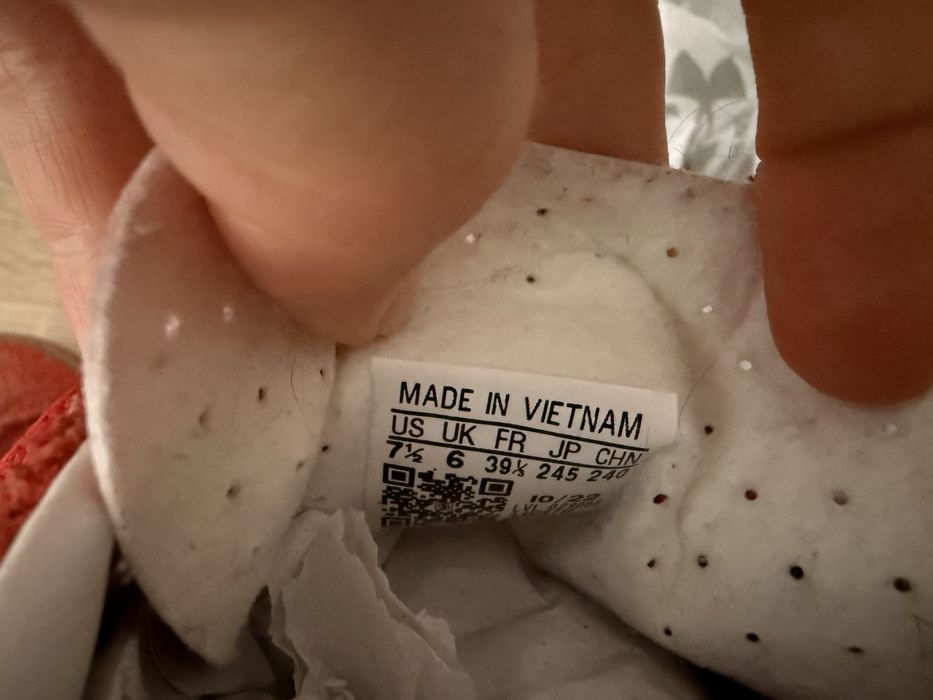 MADE IN VIETNAM
US UK FR JP CHN
7½ 6 39⅓ 245 240
10/22